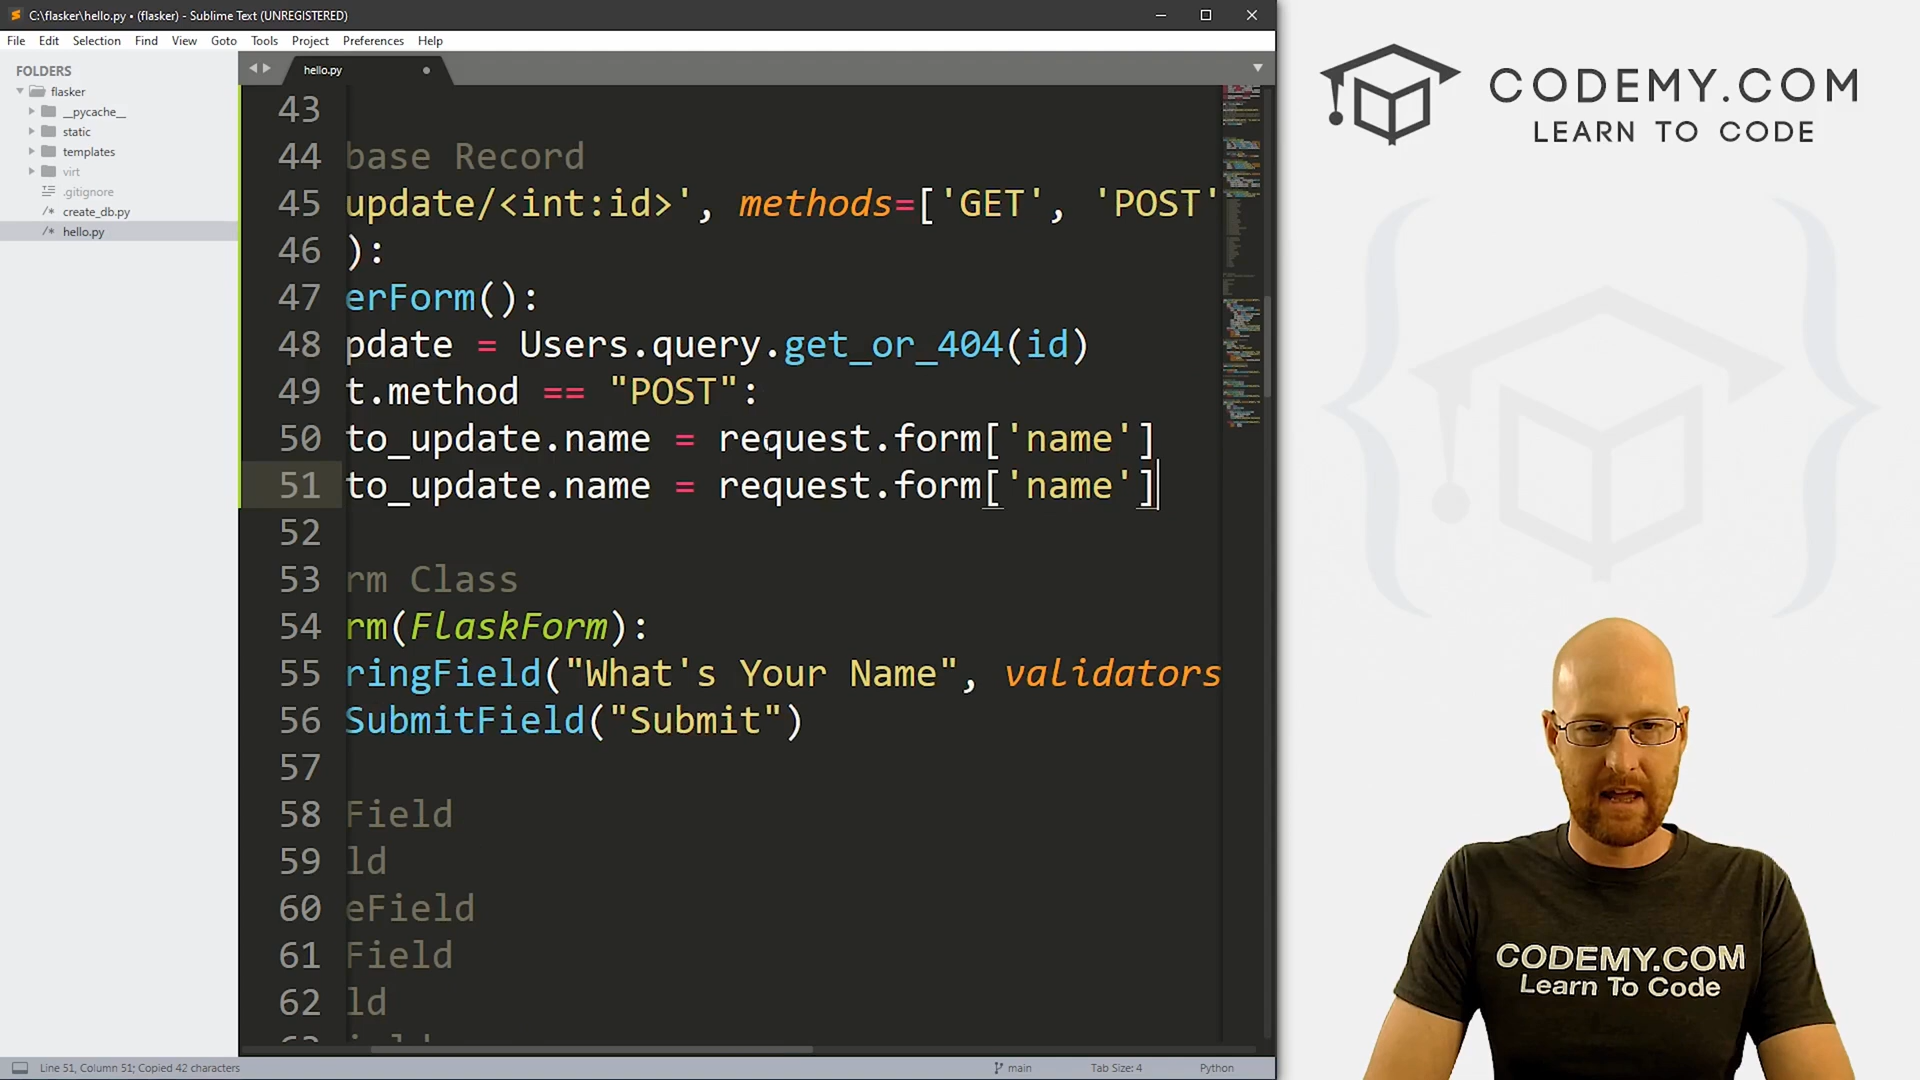 C:\flasker\hello.py • (flasker) - Sublime Text (UNREGISTERED)
File Edit Selection Find View Goto Tools Project Preferences Help
FOLDERS
flasker
__pycache__
static
templates
virt
.gitignore
create_db.py
hello.py
hello.py
43
44 base Record
45 update/<int:id>', methods=['GET', 'POST'
46 ):
47 erForm():
48 pdate = Users.query.get_or_404(id)
49 t.method == "POST":
50 to_update.name = request.form['name']
51 to_update.name = request.form['name']
52
53 rm Class
54 rm(FlaskForm):
55 ringField("What's Your Name", validators
56 SubmitField("Submit")
57
58 Field
59 ld
60 eField
61 Field
62 ld
Line 51, Column 51; Copied 42 characters
main
Tab Size: 4
Python
CODEMY.COM
LEARN TO CODE
CODEMY.COM
Learn To Code